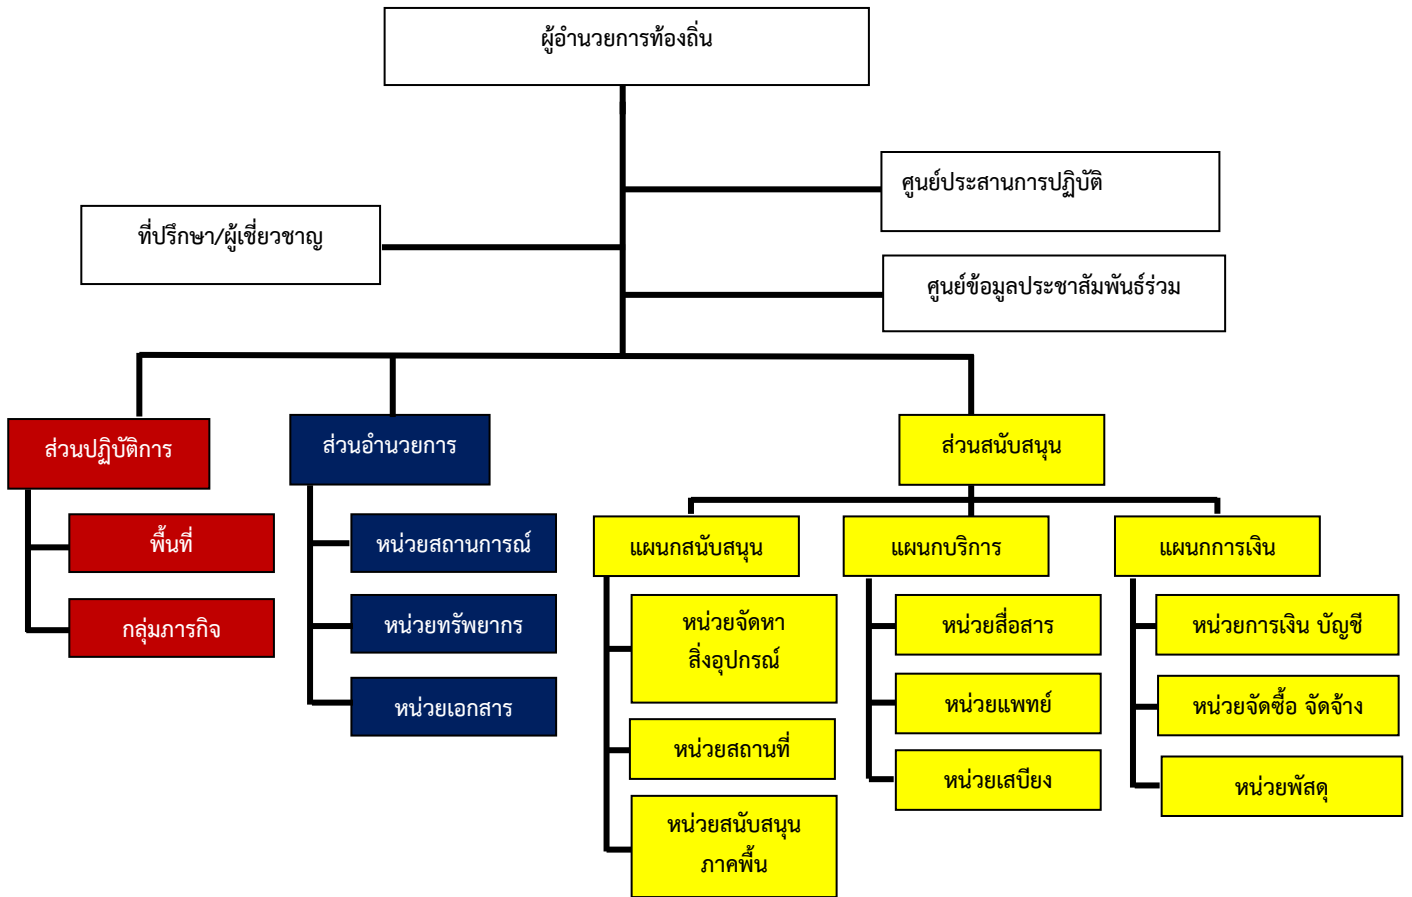 ผู้อำนวยการท้องถิ่น
ศูนย์ประสานการปฏิบัติ
ที่ปรึกษา/ผู้เชี่ยวชาญ
ศูนย์ข้อมูลประชาสัมพันธ์ร่วม
ส่วนปฏิบัติการ
พื้นที่
กลุ่มภารกิจ
ส่วนอำนวยการ
หน่วยสถานการณ์
หน่วยทรัพยากร
หน่วยเอกสาร
ส่วนสนับสนุน
แผนกสนับสนุน
หน่วยจัดหา
สิ่งอุปกรณ์
หน่วยสถานที่
หน่วยสนับสนุน
ภาคพื้น
แผนกบริการ
หน่วยสื่อสาร
หน่วยแพทย์
หน่วยเสบียง
แผนกการเงิน
หน่วยการเงิน บัญชี
หน่วยจัดซื้อ จัดจ้าง
หน่วยพัสดุ